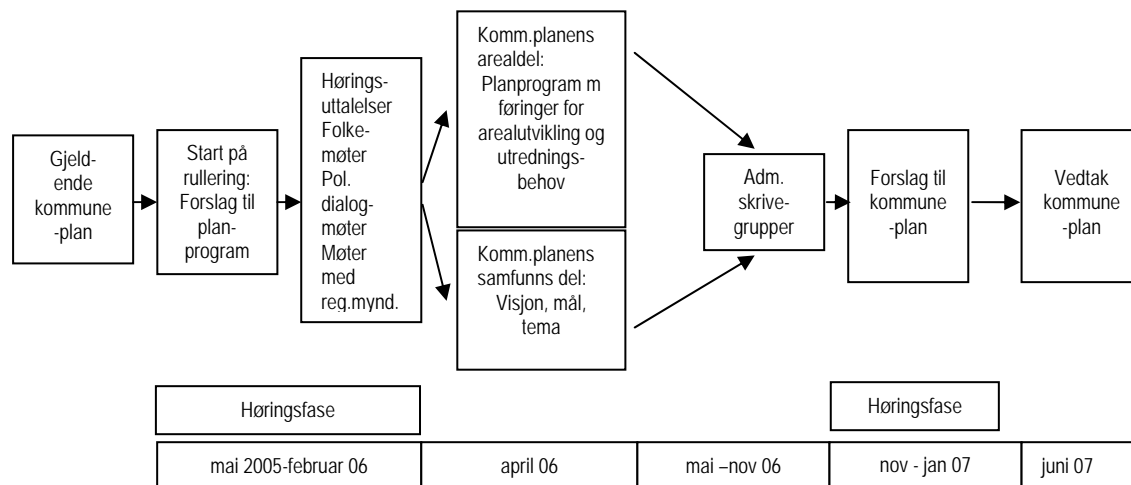 Gjeld-
ende
kommune
-plan
Start på
rullering:
Forslag til
plan-
program
Hørings-
uttalelser
Folke-
møter
Pol.
dialog-
møter
Møter
med
reg.mynd.
Komm.planens
arealdel:
Planprogram m
føringer for
arealutvikling og
utrednings-
behov
Komm.planens
samfunns del:
Visjon, mål,
tema
Adm.
skrive-
grupper
Forslag til
kommune
-plan
Vedtak
kommune
-plan
Høringsfase
Høringsfase
mai 2005-februar 06
april 06
mai –nov 06
nov - jan 07
juni 07